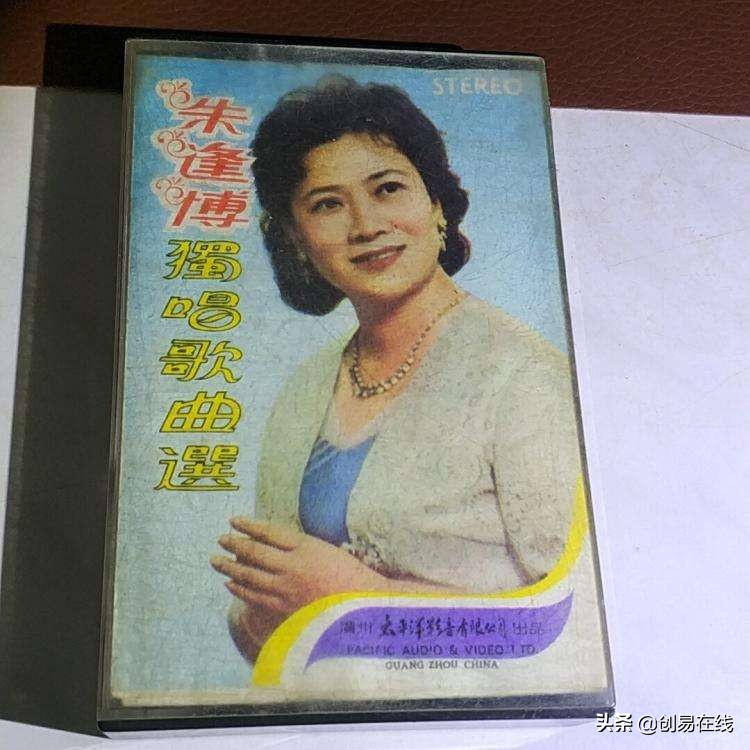 STEREO
朱逢博
獨唱歌曲選
廣州 太平洋影音有限公司 出品
PACIFIC AUDIO & VIDEO LTD.
GUANG ZHOU CHINA
头条 @创易在线